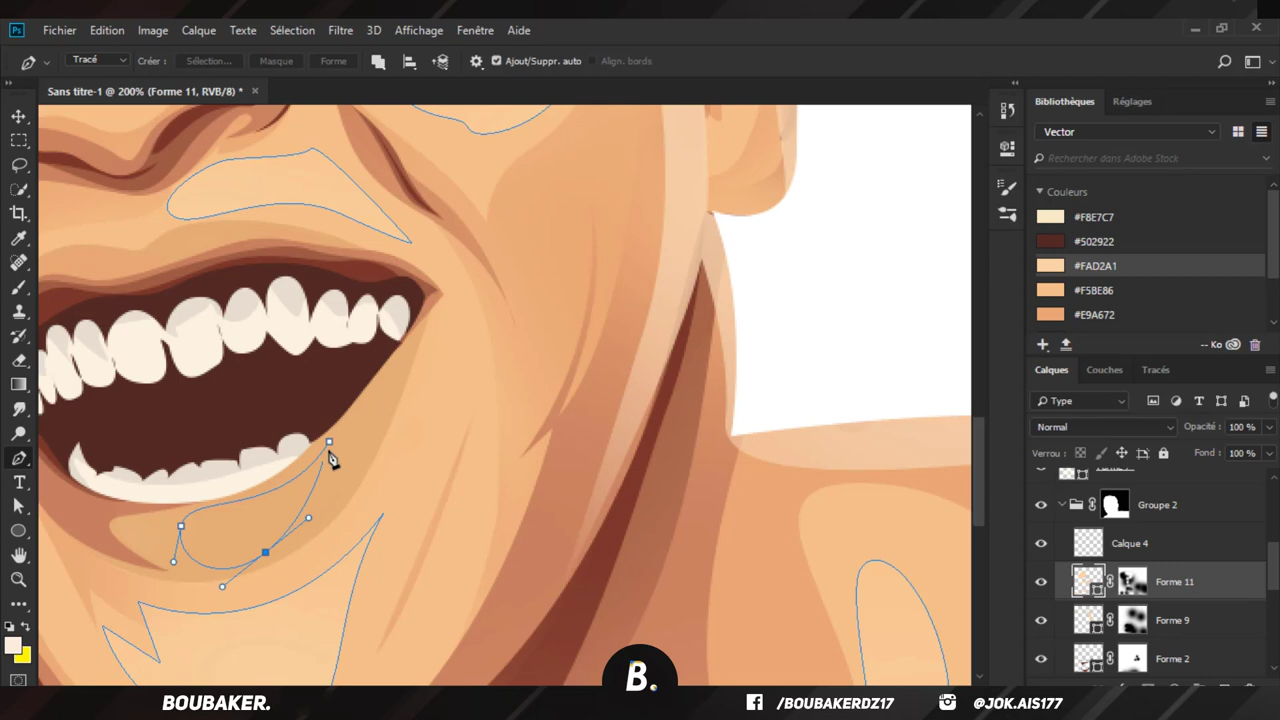 Ps Fichier Edition Image Calque Texte Sélection Filtre 3D Affichage Fenêtre Aide
Tracé Créer : Sélection... Masque Forme Ajout/Suppr. auto Align. bords
Sans titre-1 @ 200% (Forme 11, RVB/8) *
Bibliothèques Réglages
Vector
Rechercher dans Adobe Stock
Couleurs
#F8E7C7
#502922
#FAD2A1
#F5BE86
#E9A672
-- Ko
Calques Couches Tracés
Type
Normal Opacité : 100 %
Verrou : Fond : 100 %
Groupe 2
Calque 4
Forme 11
Forme 9
Forme 2
BOUBAKER. B. /BOUBAKERDZ17 @JOK.AIS177